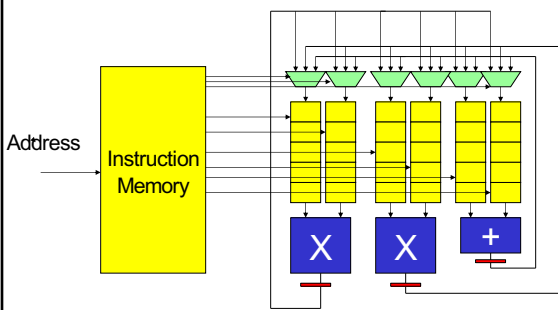 Address
Instruction
Memory
X
X
+